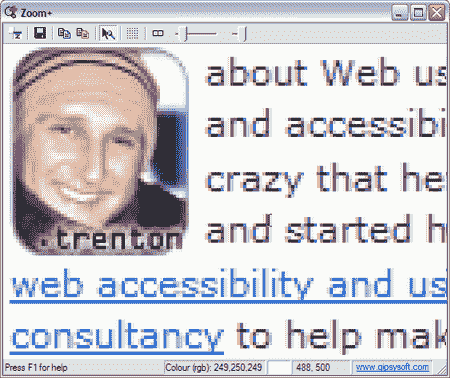 Zoom+
about Web us
and accessibi
crazy that he
.trenton
and started h
web accessibility and us
consultancy to help mak
Press F1 for help
Colour (rgb): 249,250,249
488, 500
www.gipsysoft.com